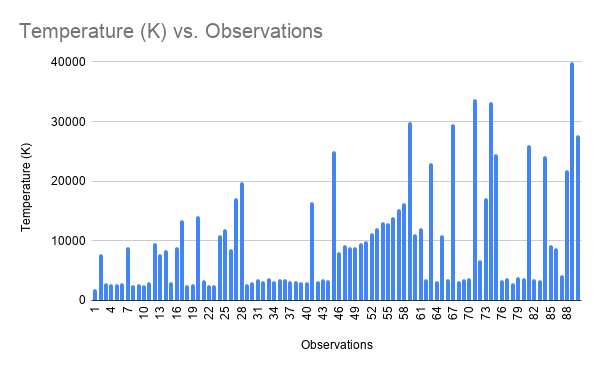 Temperature (K) vs. Observations
40000
30000
20000
10000
0
Temperature (K)
1 4 7 10 13 16 19 22 25 28 31 34 37 40 43 46 49 52 55 58 61 64 67 70 73 76 79 82 85 88
Observations